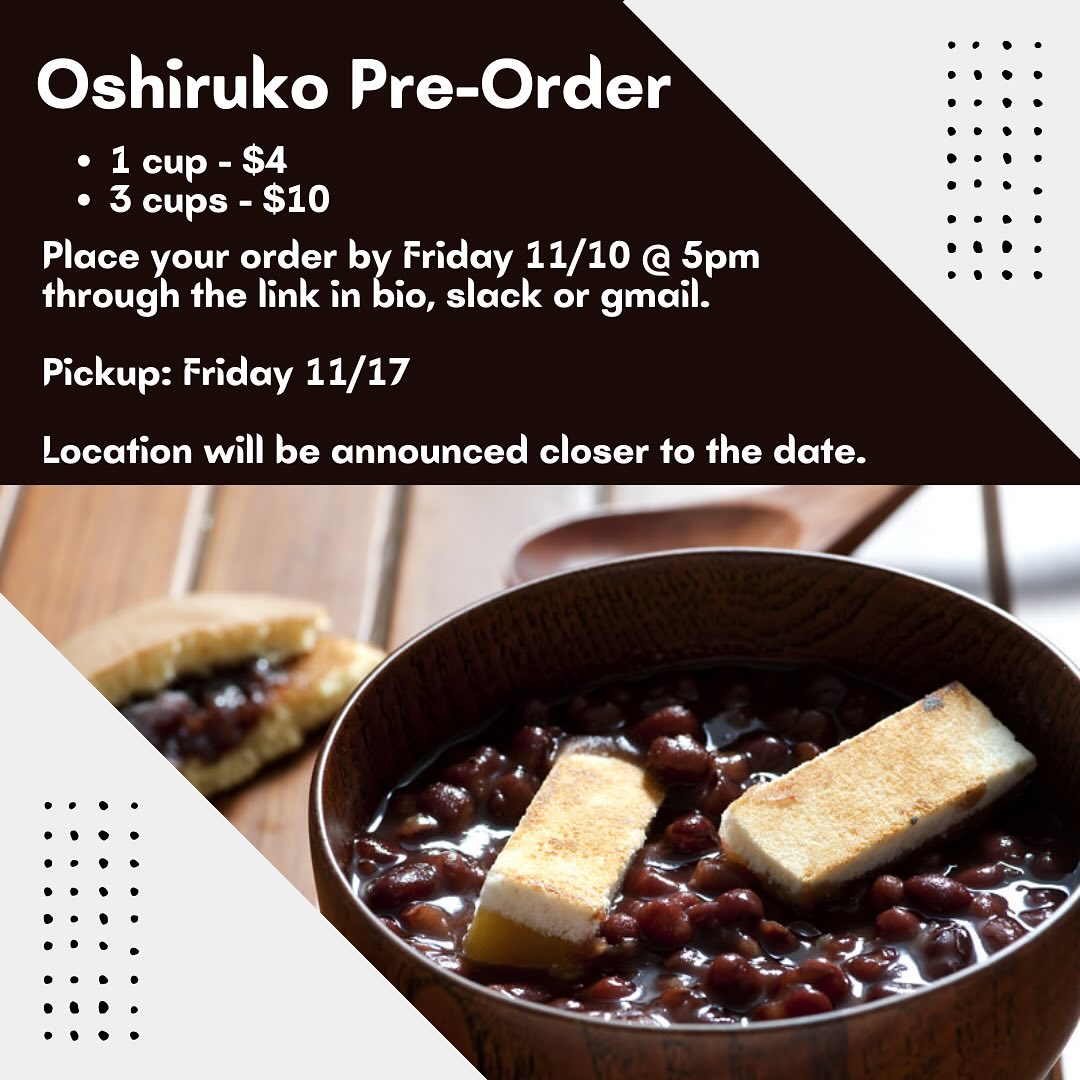 Oshiruko Pre-Order
• 1 cup - $4
• 3 cups - $10
Place your order by Friday 11/10 @ 5pm
through the link in bio, slack or gmail.
Pickup: Friday 11/17
Location will be announced closer to the date.